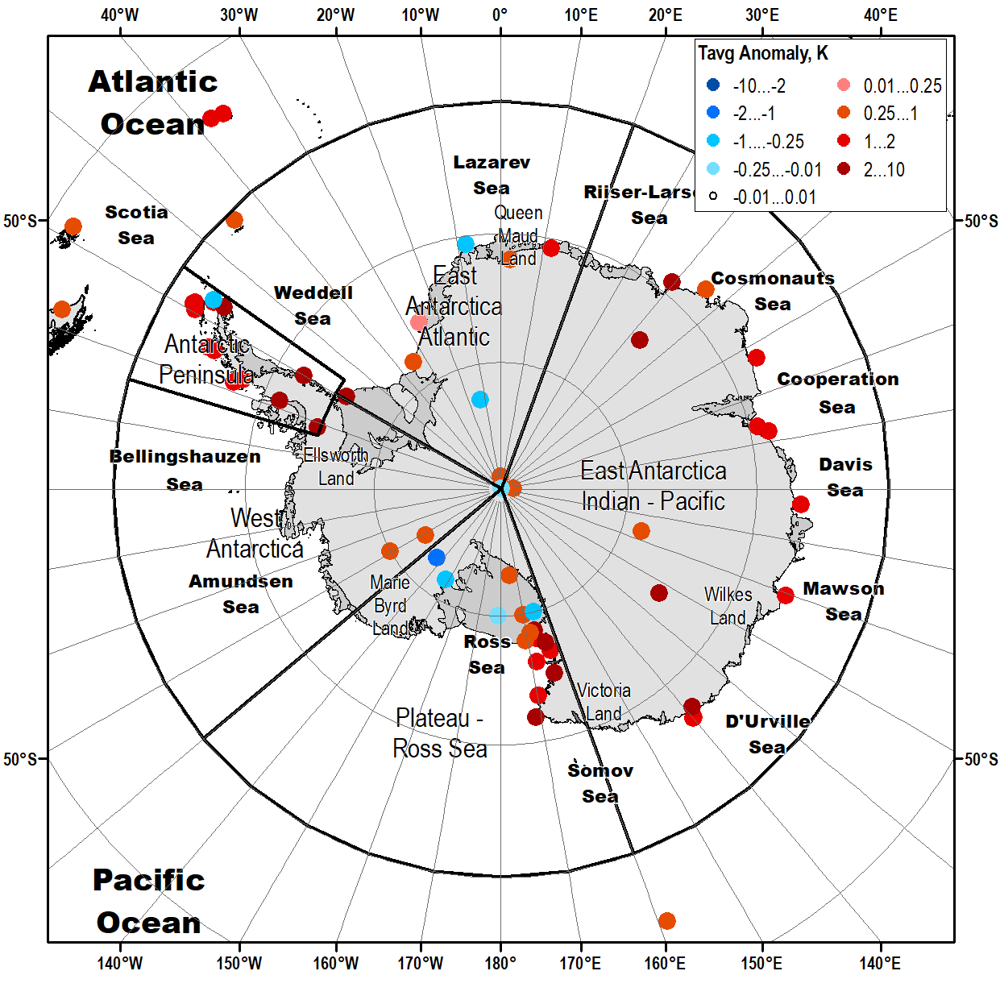 40°W 30°W 20°W 10°W 0° 10°E 20°E 30°E 40°E
Tavg Anomaly, K
-10...-2 0.01...0.25
-2...-1 0.25...1
-1....-0.25 1...2
-0.25...-0.01 2...10
-0.01...0.01
Atlantic
Ocean
Lazarev
Sea
Riiser-Larse
Sea
50°S
50°S
Scotia
Sea
Queen
Maud
Land
Weddell
Sea
East
Antarctica
Atlantic
Cosmonauts
Sea
Antarctic
Peninsula
Cooperation
Sea
Bellingshauzen
Sea
Ellsworth
Land
East Antarctica
Indian - Pacific
Davis
Sea
West
Antarctica
Amundsen
Sea
Marie
Byrd
Land
Wilkes
Land
Mawson
Sea
Ross
Sea
Victoria
Land
Plateau -
Ross Sea
D'Urville
Sea
50°S
50°S
Somov
Sea
Pacific
Ocean
140°W 150°W 160°W 170°W 180° 170°E 160°E 150°E 140°E